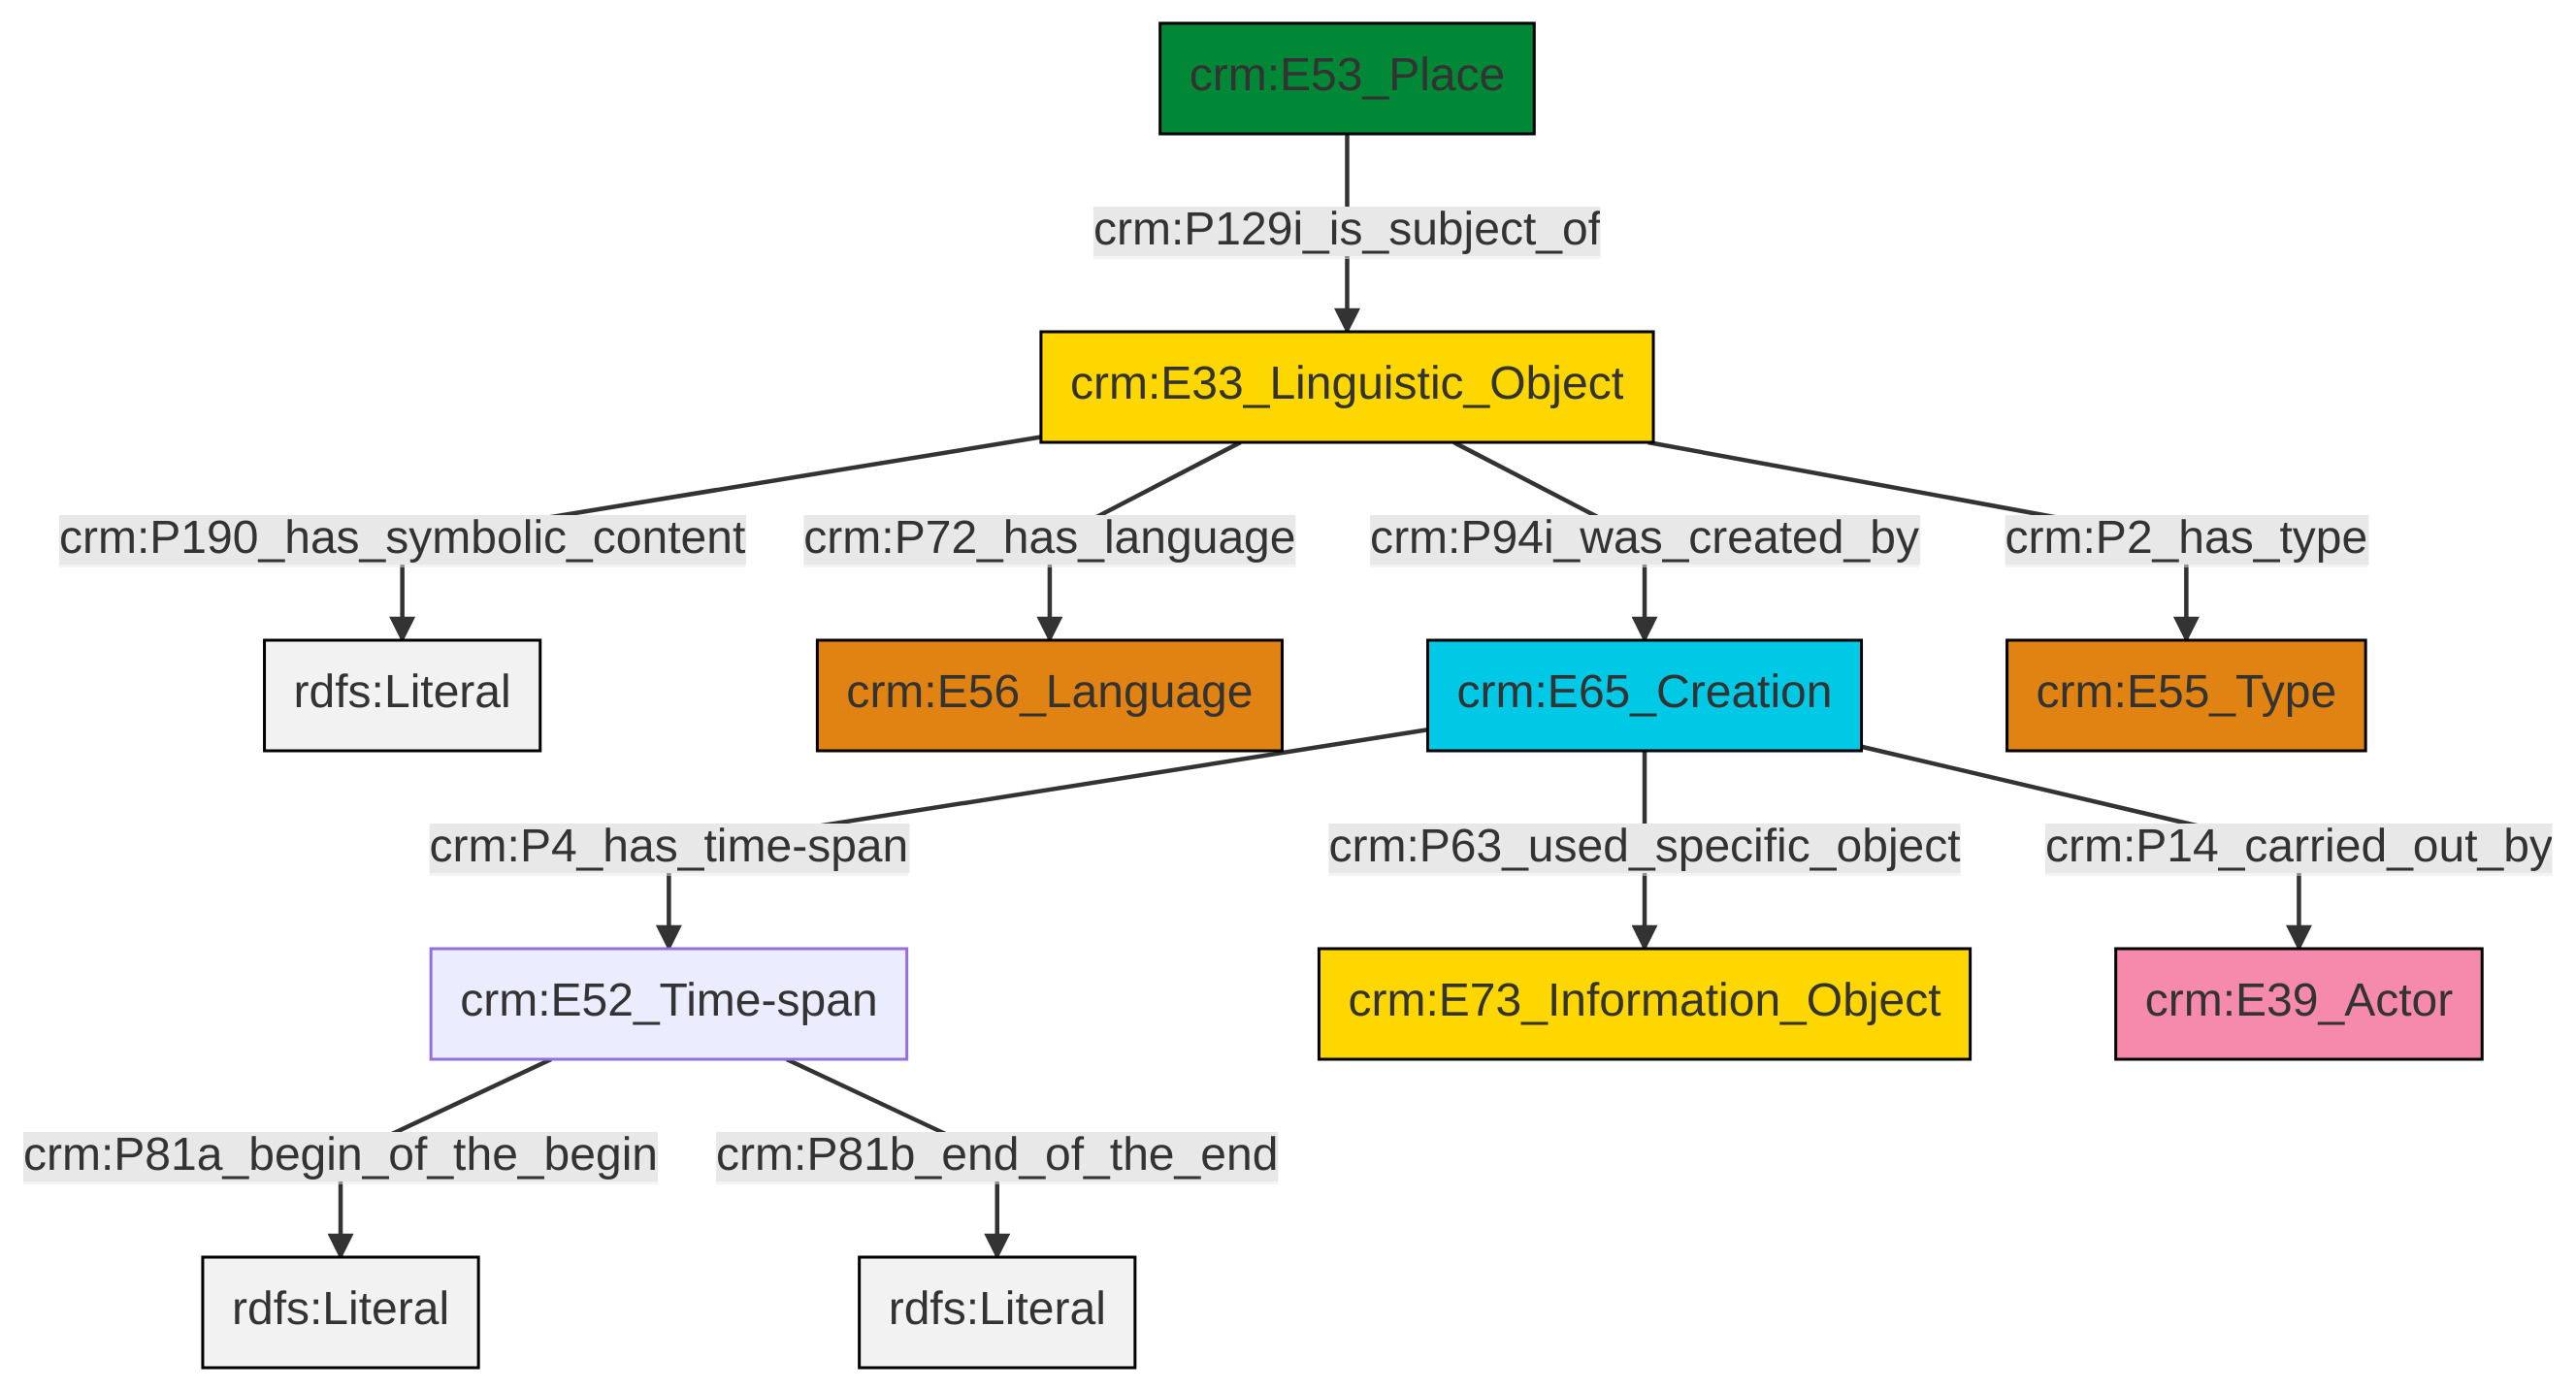 crm:E53_Place
crm:P129i_is_subject_of
crm:E33_Linguistic_Object
crm:P190_has_symbolic_content
crm:P72_has_language
crm:P94i_was_created_by
crm:P2_has_type
rdfs:Literal
crm:E56_Language
crm:E65_Creation
crm:E55_Type
crm:P4_has_time-span
crm:P63_used_specific_object
crm:P14_carried_out_by
crm:E52_Time-span
crm:E73_Information_Object
crm:E39_Actor
crm:P81a_begin_of_the_begin
crm:P81b_end_of_the_end
rdfs:Literal
rdfs:Literal